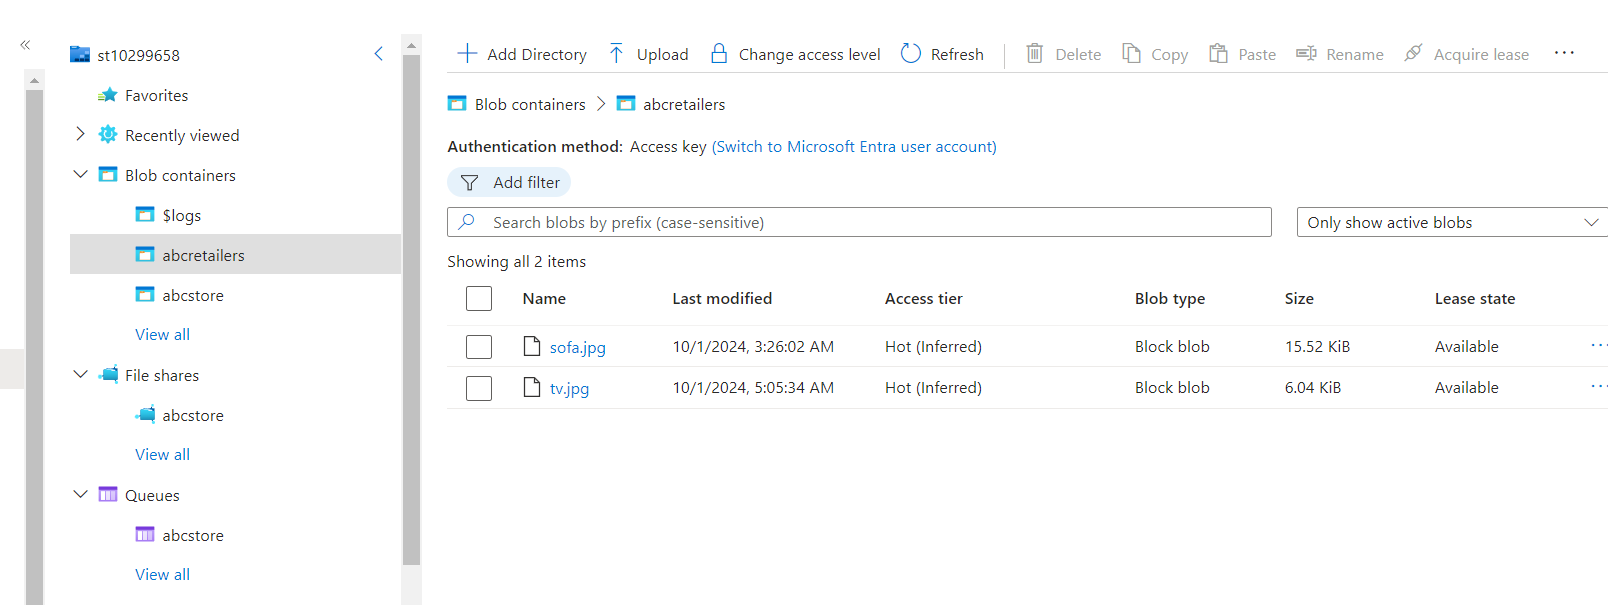 st10299658
Favorites
Recently viewed
Blob containers
$logs
abcretailers
abcstore
View all
File shares
abcstore
View all
Queues
abcstore
View all
Add Directory Upload Change access level Refresh Delete Copy Paste Rename Acquire lease ...
Blob containers > abcretailers
Authentication method: Access key (Switch to Microsoft Entra user account)
Add filter
Search blobs by prefix (case-sensitive) Only show active blobs
Showing all 2 items
Name Last modified Access tier Blob type Size Lease state
sofa.jpg 10/1/2024, 3:26:02 AM Hot (Inferred) Block blob 15.52 KiB Available
tv.jpg 10/1/2024, 5:05:34 AM Hot (Inferred) Block blob 6.04 KiB Available